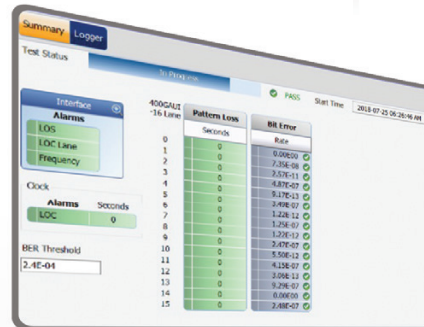 Summary Logger
Test Status
In Progress
PASS Start Time 2018-07-25 06:26:46 AM
Interface
Alarms
LOS
LOC Lane
Frequency
Clock
Alarms Seconds
LOC 0
BER Threshold
2.4E-04
400GAUI -16 Lane Pattern Loss Bit Error
Seconds Rate
0 0 0.00E00
1 0 7.35E-08
2 0 2.57E-11
3 0 4.87E-07
4 0 9.17E-13
5 0 3.49E-07
6 0 1.22E-12
7 0 1.25E-07
8 0 1.22E-12
9 0 2.47E-07
10 0 5.50E-12
11 0 4.15E-07
12 0 3.06E-13
13 0 9.29E-07
14 0 0.00E00
15 0 2.48E-07